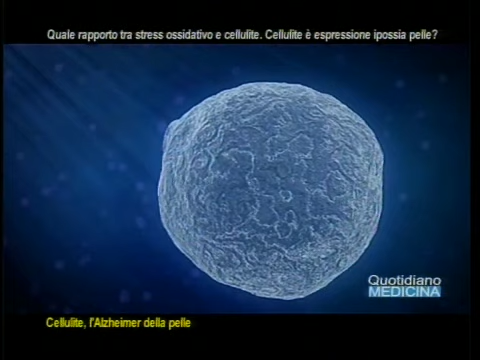 Quale rapporto tra stress ossidativo e cellulite. Cellulite è espressione ipossia pelle?
Quotidiano
MEDICINA
Cellulite, l'Alzheimer della pelle